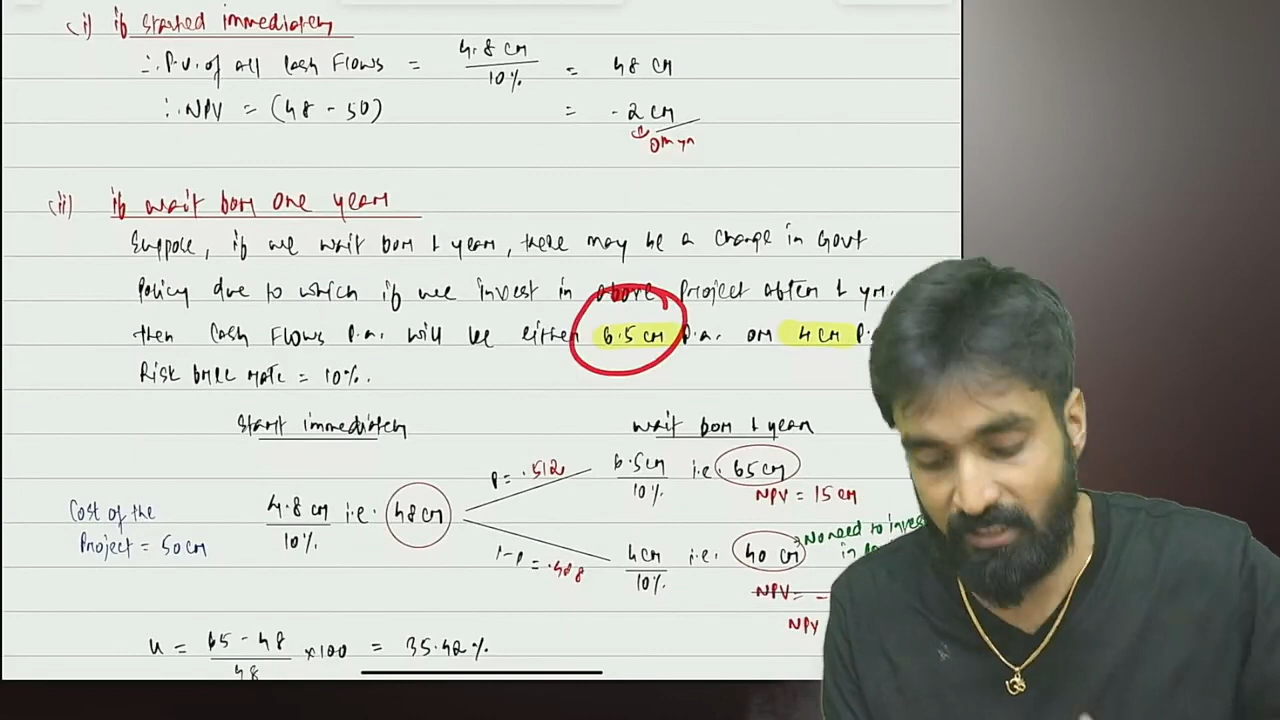 (i) if started immediately
∴ P.V. of all Cash Flows = 4.8 cr / 10% = 48 cr
∴ NPV = (48 - 50) = - 2 cr
0th yr
(ii) if wait for one year
Suppose, if we wait for 1 year, there may be a change in Govt
Policy due to which if we invest in above Project after 1 yr.
then Cash Flows P.a. will be either 6.5 cr P.a. or 4 cr P.
Risk free rate = 10%.
Start immediately
wait for 1 year
P = .512
6.5 cr / 10% i.e. 65 cr
NPV = 15 cr
Cost of the
Project = 50 cr
4.8 cr / 10% i.e. 48 cr
1-P = .488
4 cr / 10% i.e. 40 cr
No need to inves
in
NPV = -
NPV
u = 65 - 48 / 48 × 100 = 35.42 %